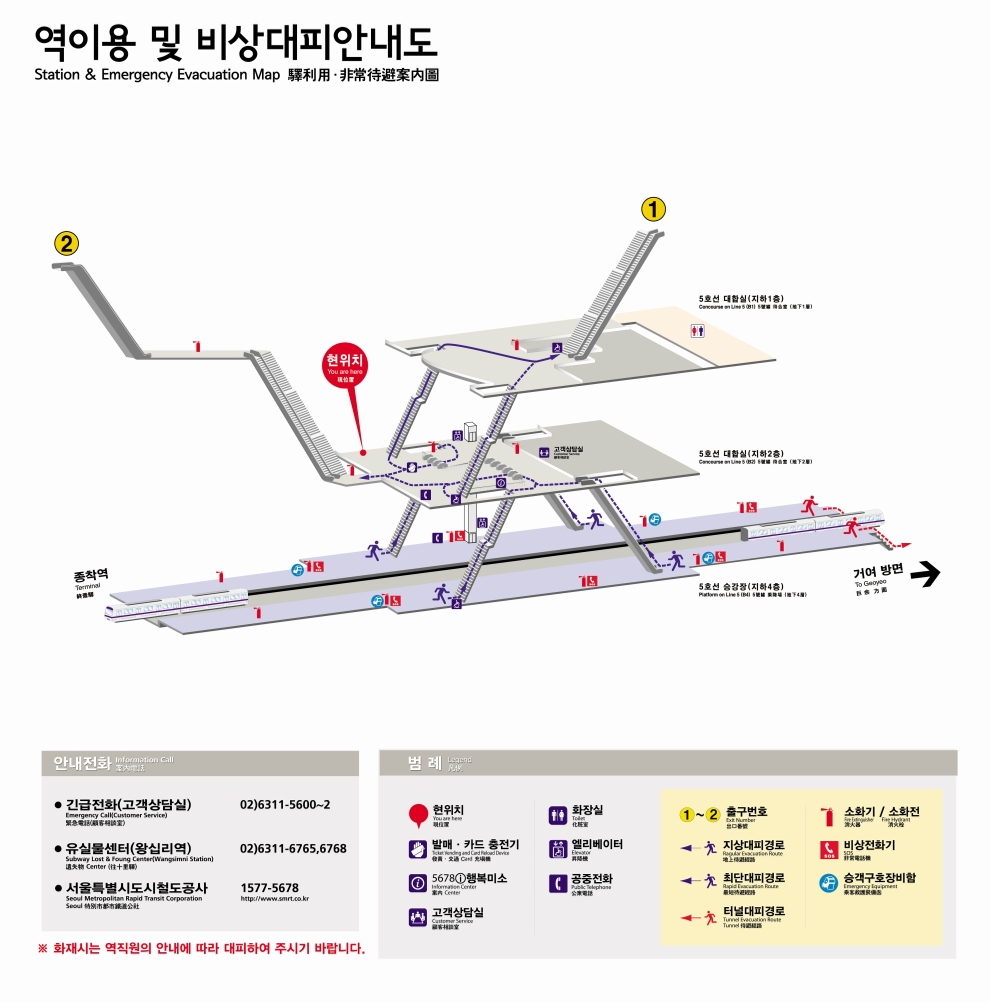 역이용 및 비상대피안내도
Station & Emergency Evacuation Map 驛利用·非常待避案內圖
1
2
현위치
You are here
現位置
5호선 대합실(지하1층)
Concourse on Line 5 (B1) 5號線 待合室 (地下1層)
고객상담실
Customer Service
顧客相談室
5호선 대합실(지하2층)
Concourse on Line 5 (B2) 5號線 待合室 (地下2層)
종착역
Terminal
終着驛
5호선 승강장(지하4층)
Platform on Line 5 (B4) 5號線 乘降場 (地下4層)
거여 방면
To Geoyeo
巨余 方面
안내전화 Information Call
案內電話
● 긴급전화(고객상담실) 02)6311-5600~2
Emergency Call(Customer Service)
緊急電話(顧客相談室)
● 유실물센터(왕십리역) 02)6311-6765,6768
Subway Lost & Foung Center(Wangsimni Station)
遺失物 Center (往十里驛)
● 서울특별시도시철도공사 1577-5678
Seoul Metropolitan Rapid Transit Corporation http://www.smrt.co.kr
Seoul 特別市都市鐵道公社
※ 화재시는 역직원의 안내에 따라 대피하여 주시기 바랍니다.
범 례 Legend
凡例
현위치
You are here
現位置
발매·카드 충전기
Ticket Vending and Card Reload Device
發賣·交通 Card 充塡機
5678ⓘ행복미소
Information Center
案內 Center
고객상담실
Customer Service
顧客相談室
화장실
Toilet
化粧室
엘리베이터
Elevator
昇降機
공중전화
Public Telephone
公衆電話
1 ~ 2 출구번호
Exit Number
出口番號
지상대피경로
Ragular Evacuation Route
地上待避經路
최단대피경로
Rapid Evacuation Route
最短待避經路
터널대피경로
Tunnel Evacuation Route
Tunnel 待避經路
소화기 / 소화전
Fire Extinguisher Fire Hydrant
消火器 消火栓
SOS
비상전화기
SOS
非常電話機
승객구호장비함
Emergency Equipment
乘客救護裝備函